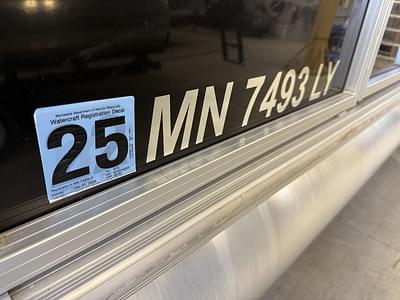 Minnesota Department of Natural Resources
Watercraft Registration Decal
25
MN 7493 LY